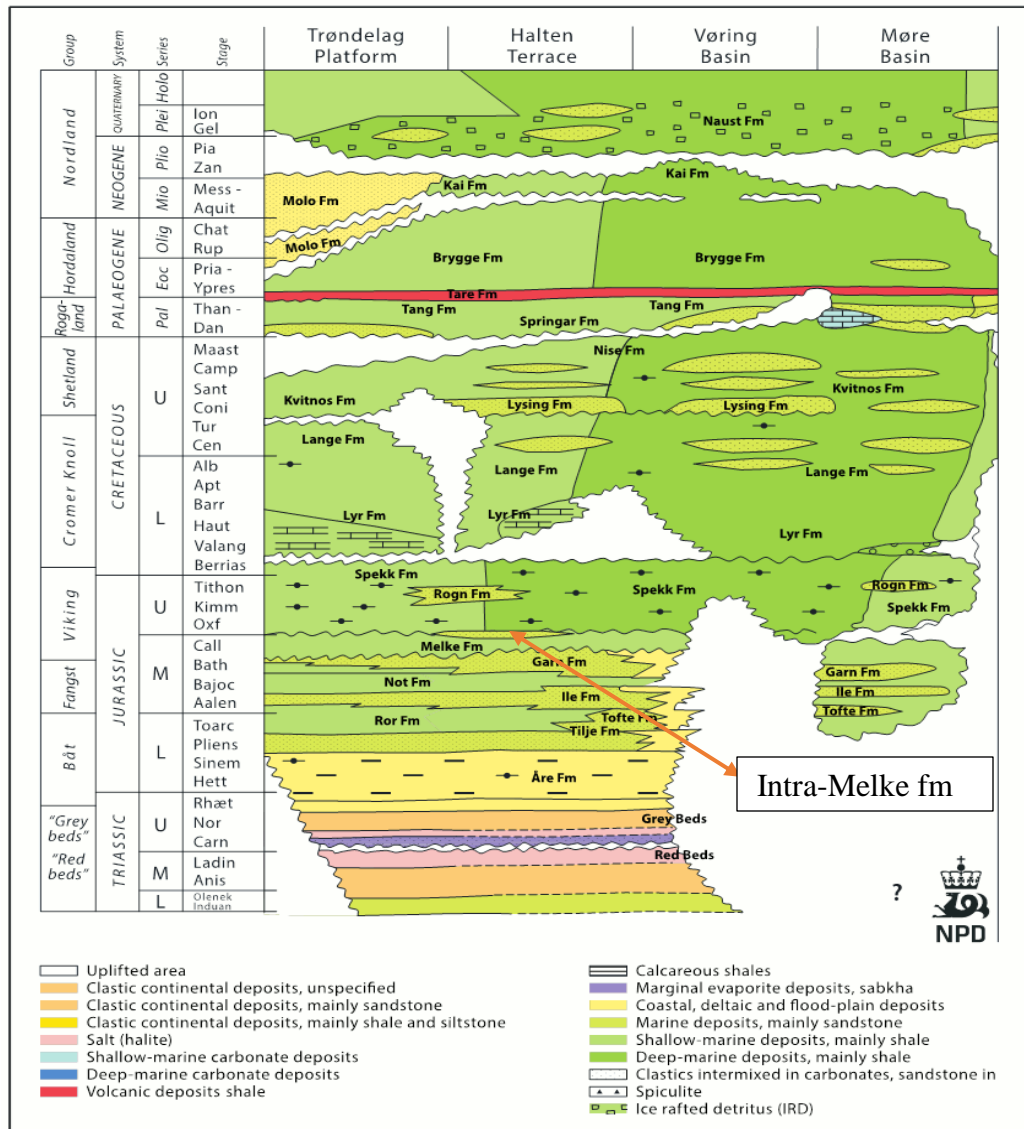 Group
System
Series
Stage
Trøndelag
Platform
Halten
Terrace
Vøring
Basin
Møre
Basin
Nordland
Hordaland
Roga-
land
Shetland
Cromer Knoll
Viking
Fangst
Båt
"Grey
beds"
"Red
beds"
QUATERNARY
NEOGENE
PALAEOGENE
CRETACEOUS
JURASSIC
TRIASSIC
Holo
Plei
Plio
Mio
Olig
Eoc
Pal
U
L
U
M
L
U
M
L
Ion
Gel
Pia
Zan
Mess -
Aquit
Chat
Rup
Pria -
Ypres
Than -
Dan
Maast
Camp
Sant
Coni
Tur
Cen
Alb
Apt
Barr
Haut
Valang
Berrias
Tithon
Kimm
Oxf
Call
Bath
Bajoc
Aalen
Toarc
Pliens
Sinem
Hett
Rhæt
Nor
Carn
Ladin
Anis
Olenek
Induan
Naust Fm
Kai Fm
Kai Fm
Molo Fm
Molo Fm
Brygge Fm
Brygge Fm
Tare Fm
Tang Fm
Tang Fm
Springar Fm
Nise Fm
Kvitnos Fm
Kvitnos Fm
Lysing Fm
Lysing Fm
Lange Fm
Lange Fm
Lange Fm
Lyr Fm
Lyr Fm
Lyr Fm
Spekk Fm
Rogn Fm
Spekk Fm
Rogn Fm
Spekk Fm
Melke Fm
Garn Fm
Garn Fm
Not Fm
Ile Fm
Ile Fm
Ror Fm
Tofte Fm
Tofte Fm
Tilje Fm
Åre Fm
Intra-Melke fm
Grey Beds
Red Beds
?
NPD
Uplifted area
Clastic continental deposits, unspecified
Clastic continental deposits, mainly sandstone
Clastic continental deposits, mainly shale and siltstone
Salt (halite)
Shallow-marine carbonate deposits
Deep-marine carbonate deposits
Volcanic deposits shale
Calcareous shales
Marginal evaporite deposits, sabkha
Coastal, deltaic and flood-plain deposits
Marine deposits, mainly sandstone
Shallow-marine deposits, mainly shale
Deep-marine deposits, mainly shale
Clastics intermixed in carbonates, sandstone in
Spiculite
Ice rafted detritus (IRD)